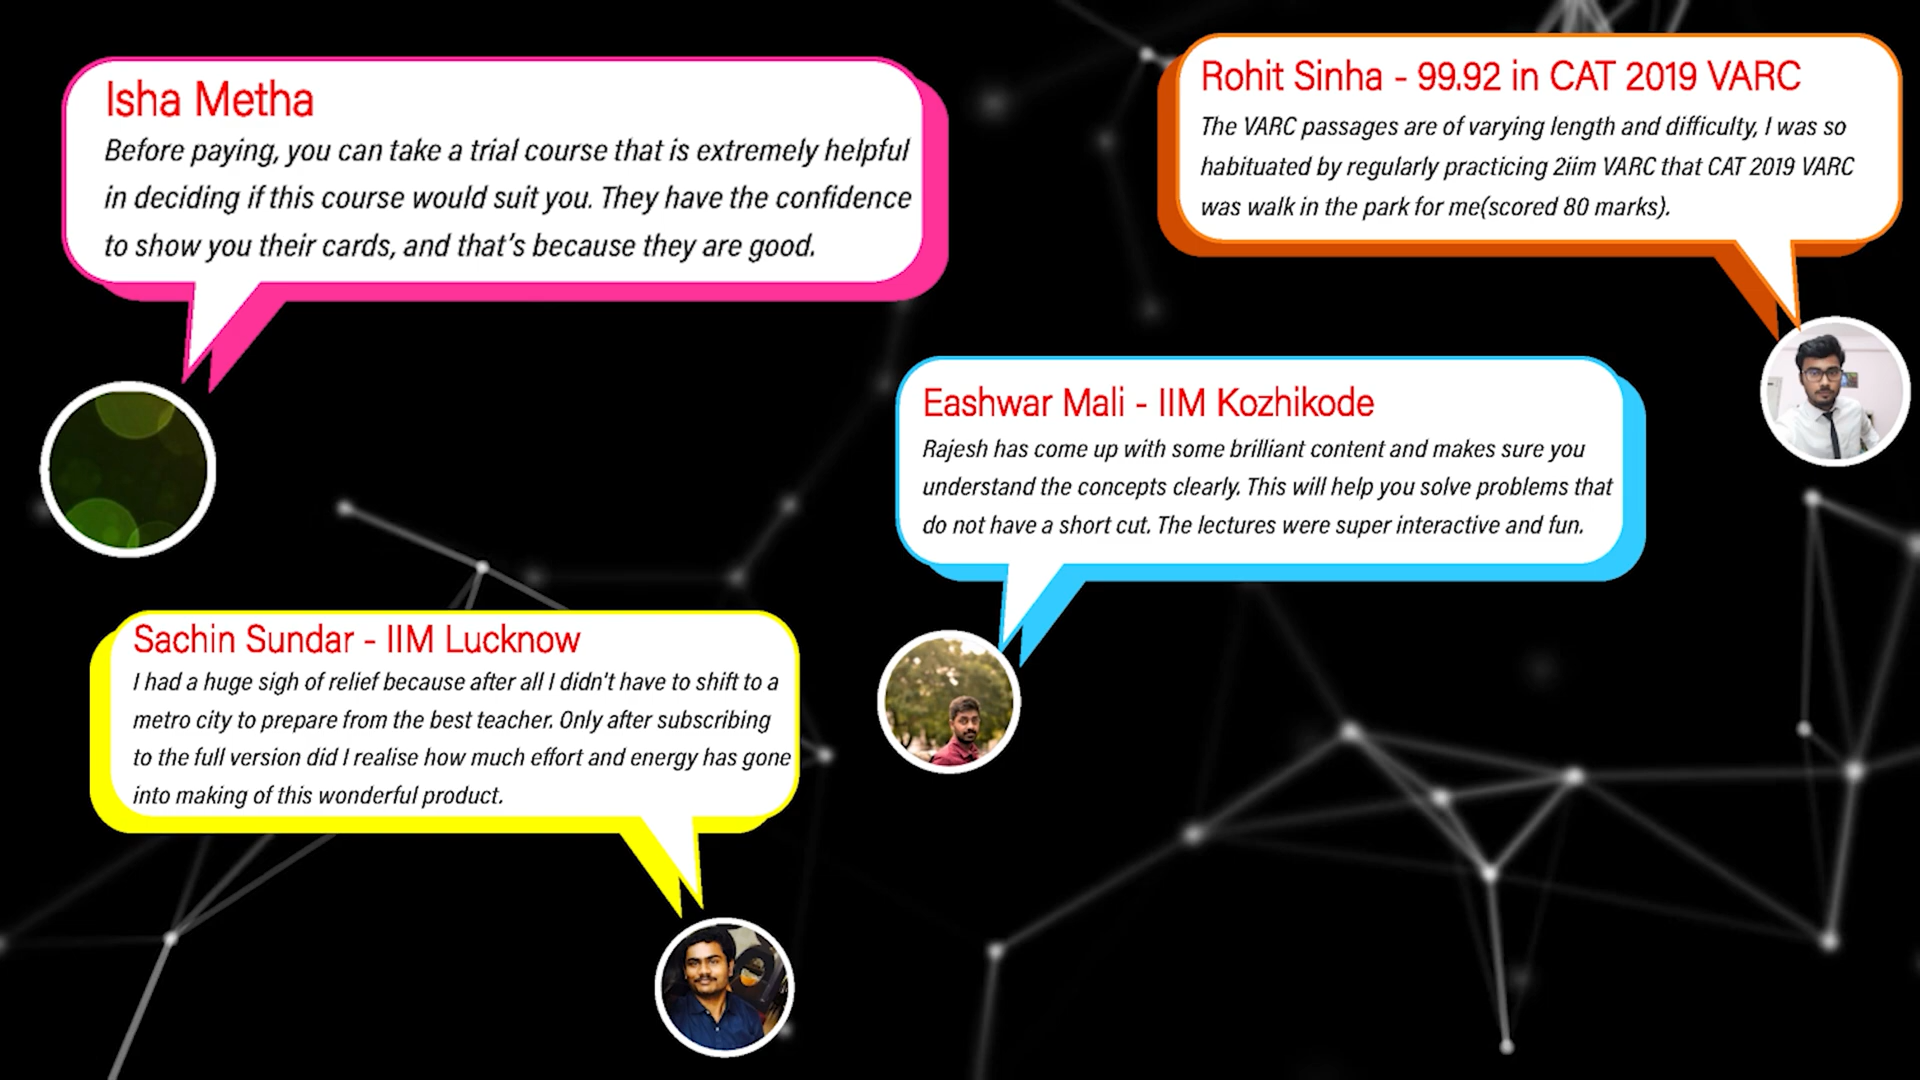 Isha Metha
Before paying, you can take a trial course that is extremely helpful
in deciding if this course would suit you. They have the confidence
to show you their cards, and that's because they are good.
Rohit Sinha - 99.92 in CAT 2019 VARC
The VARC passages are of varying length and difficulty, I was so
habituated by regularly practicing 2iim VARC that CAT 2019 VARC
was walk in the park for me(scored 80 marks).
Eashwar Mali - IIM Kozhikode
Rajesh has come up with some brilliant content and makes sure you
understand the concepts clearly. This will help you solve problems that
do not have a short cut. The lectures were super interactive and fun.
Sachin Sundar - IIM Lucknow
I had a huge sigh of relief because after all I didn't have to shift to a
metro city to prepare from the best teacher. Only after subscribing
to the full version did I realise how much effort and energy has gone
into making of this wonderful product.